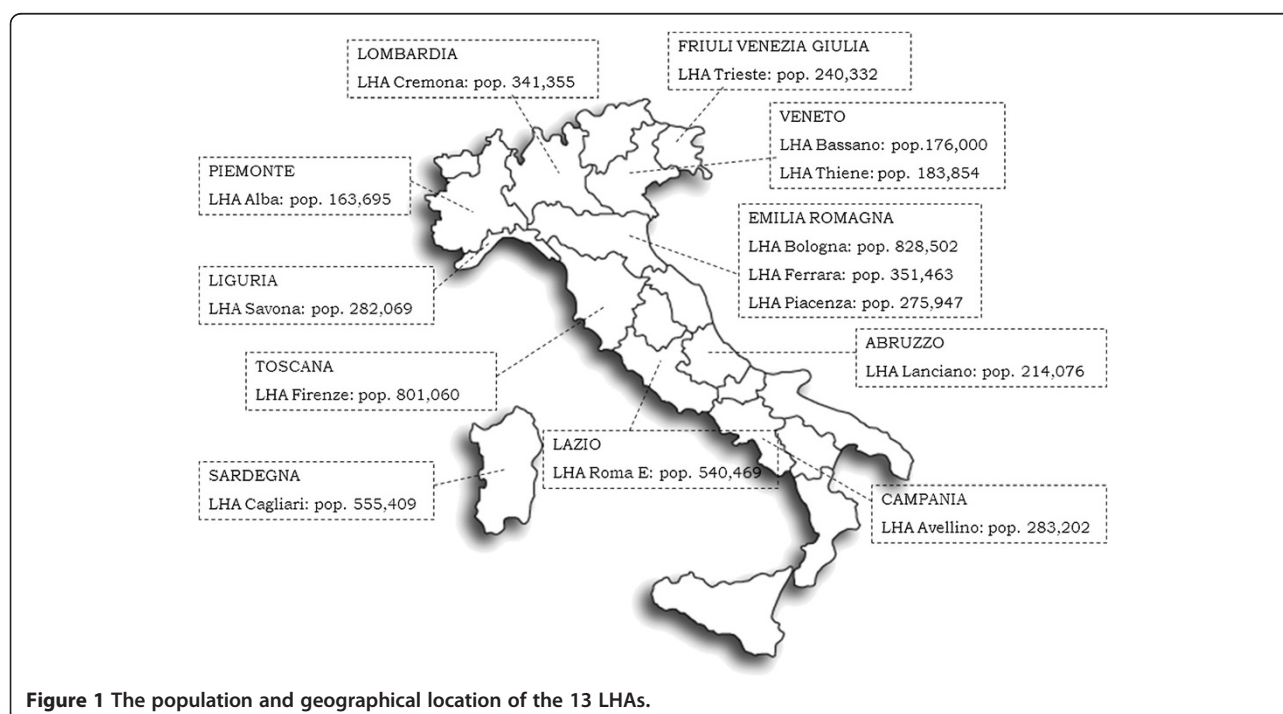 LOMBARDIA
LHA Cremona: pop. 341,355
FRIULI VENEZIA GIULIA
LHA Trieste: pop. 240,332
VENETO
LHA Bassano: pop.176,000
LHA Thiene: pop. 183,854
PIEMONTE
LHA Alba: pop. 163,695
EMILIA ROMAGNA
LHA Bologna: pop. 828,502
LHA Ferrara: pop. 351,463
LHA Piacenza: pop. 275,947
LIGURIA
LHA Savona: pop. 282,069
ABRUZZO
LHA Lanciano: pop. 214,076
TOSCANA
LHA Firenze: pop. 801,060
LAZIO
LHA Roma E: pop. 540,469
SARDEGNA
LHA Cagliari: pop. 555,409
CAMPANIA
LHA Avellino: pop. 283,202
Figure 1 The population and geographical location of the 13 LHAs.